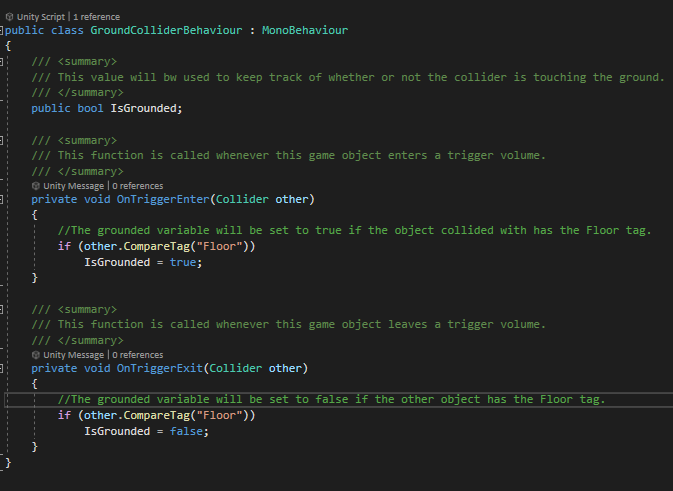 Unity Script | 1 reference
public class GroundColliderBehaviour : MonoBehaviour
{
/// <summary>
/// This value will bw used to keep track of whether or not the collider is touching the ground.
/// </summary>
public bool IsGrounded;
/// <summary>
/// This function is called whenever this game object enters a trigger volume.
/// </summary>
Unity Message | 0 references
private void OnTriggerEnter(Collider other)
{
//The grounded variable will be set to true if the object collided with has the Floor tag.
if (other.CompareTag("Floor"))
IsGrounded = true;
}
/// <summary>
/// This function is called whenever this game object leaves a trigger volume.
/// </summary>
Unity Message | 0 references
private void OnTriggerExit(Collider other)
{
//The grounded variable will be set to false if the other object has the Floor tag.
if (other.CompareTag("Floor"))
IsGrounded = false;
}
}